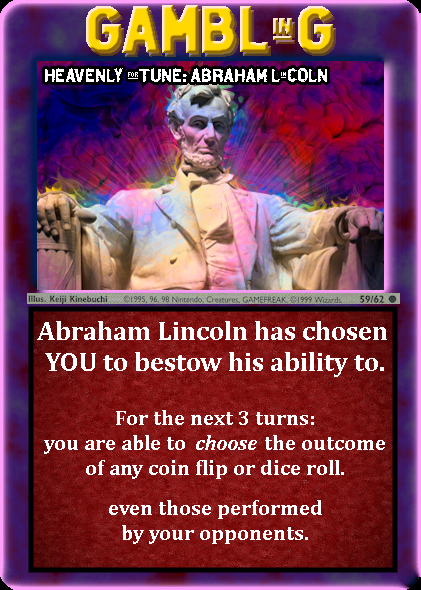 GAMBLinG
HEAVENLY forTUNE: ABRAHAM LinCOLN
Illus. Keiji Kinebuchi ©1995, 96, 98 Nintendo, Creatures, GAMEFREAK. ©1999 Wizards. 59/62 ●
Abraham Lincoln has chosen
YOU to bestow his ability to.
For the next 3 turns:
you are able to choose the outcome
of any coin flip or dice roll.
even those performed
by your opponents.